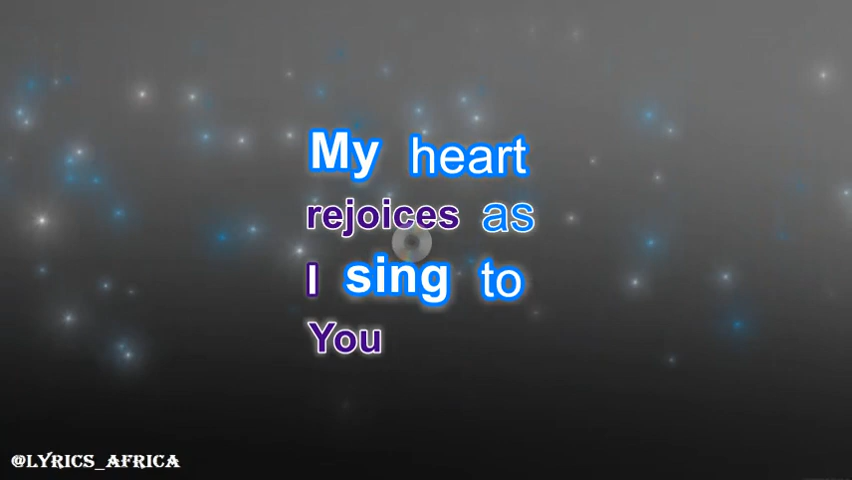 My heart
rejoices as
I sing to
You
@LYRICS_AFRICA